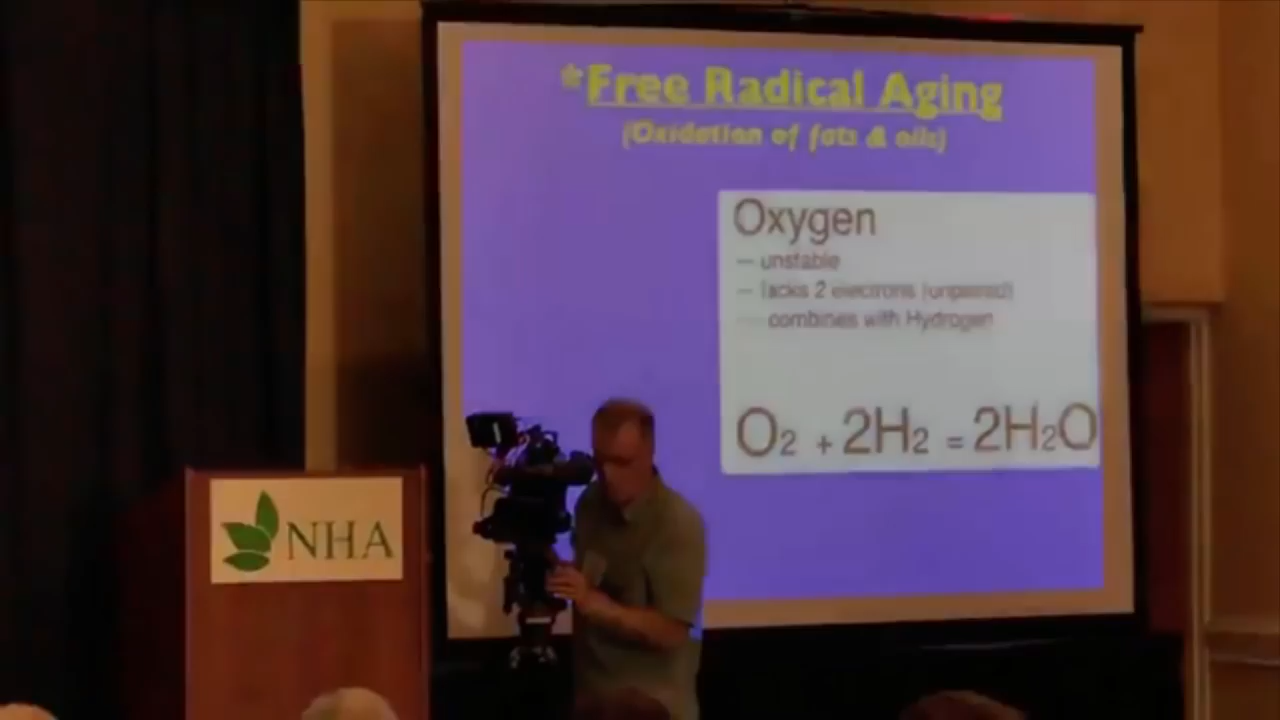 *Free Radical Aging
(Oxidation of fats & oils)
Oxygen
— unstable
— lacks 2 electrons (unpaired)
— combines with Hydrogen
O₂ + 2H₂ = 2H₂O
NHA